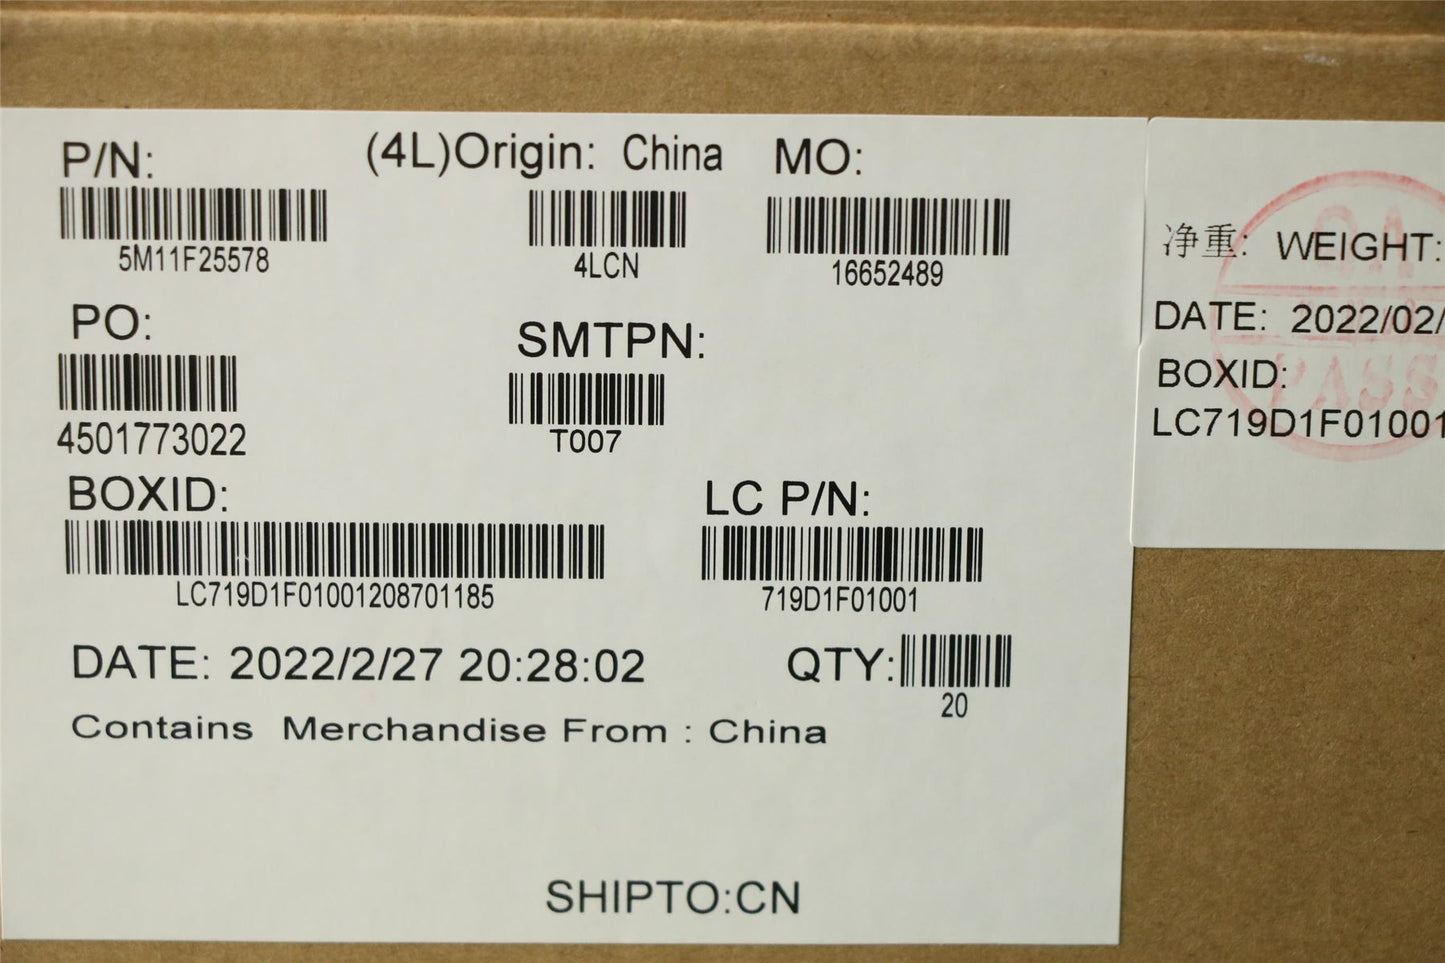 P/N:
(4L)Origin: China
MO:
5M11F25578
4LCN
16652489
PO:
SMTPN:
4501773022
T007
BOXID:
LC P/N:
LC719D1F01001208701185
719D1F01001
DATE: 2022/2/27 20:28:02
QTY:
20
Contains Merchandise From : China
SHIPTO:CN
净重: WEIGHT:
DATE: 2022/02/
BOXID:
LC719D1F01001
PASS